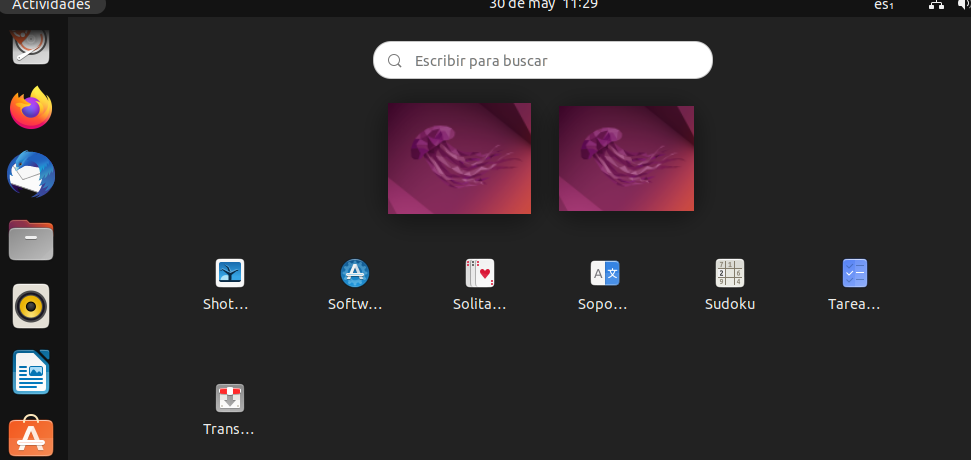 Actividades
30 de may 11:29
es₁
Escribir para buscar
Shot…
Softw…
Solita…
Sopo…
Sudoku
Tarea…
Trans…